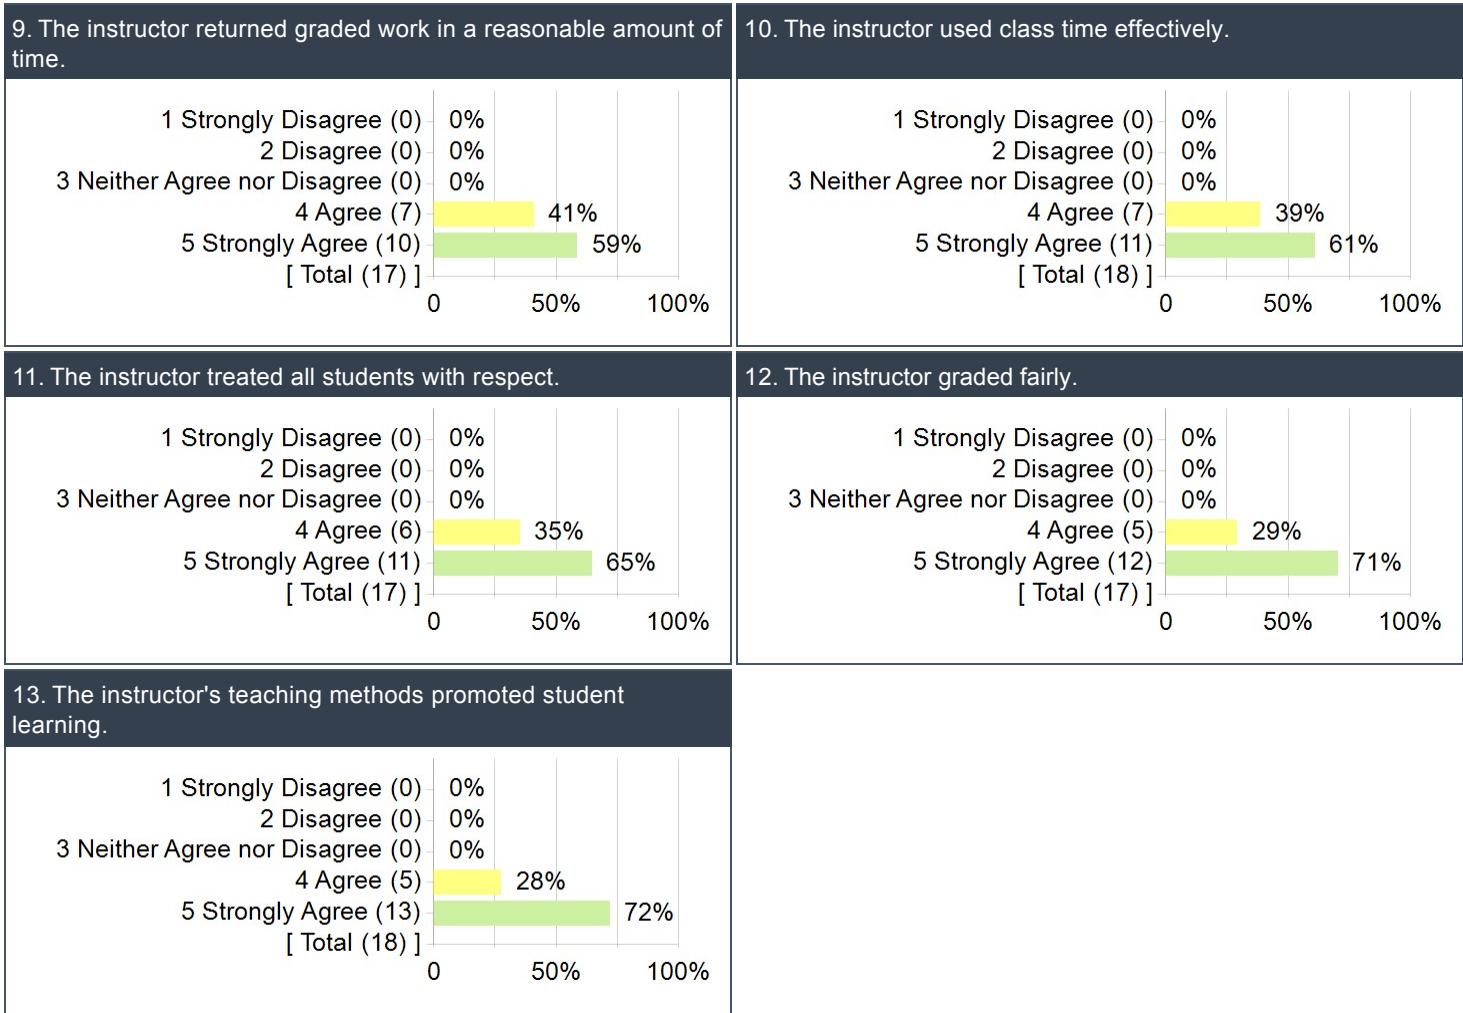 9. The instructor returned graded work in a reasonable amount of
time.
1 Strongly Disagree (0) 0%
2 Disagree (0) 0%
3 Neither Agree nor Disagree (0) 0%
4 Agree (7) 41%
5 Strongly Agree (10) 59%
[ Total (17) ]
0 50% 100%
10. The instructor used class time effectively.
1 Strongly Disagree (0) 0%
2 Disagree (0) 0%
3 Neither Agree nor Disagree (0) 0%
4 Agree (7) 39%
5 Strongly Agree (11) 61%
[ Total (18) ]
0 50% 100%
11. The instructor treated all students with respect.
1 Strongly Disagree (0) 0%
2 Disagree (0) 0%
3 Neither Agree nor Disagree (0) 0%
4 Agree (6) 35%
5 Strongly Agree (11) 65%
[ Total (17) ]
0 50% 100%
12. The instructor graded fairly.
1 Strongly Disagree (0) 0%
2 Disagree (0) 0%
3 Neither Agree nor Disagree (0) 0%
4 Agree (5) 29%
5 Strongly Agree (12) 71%
[ Total (17) ]
0 50% 100%
13. The instructor's teaching methods promoted student
learning.
1 Strongly Disagree (0) 0%
2 Disagree (0) 0%
3 Neither Agree nor Disagree (0) 0%
4 Agree (5) 28%
5 Strongly Agree (13) 72%
[ Total (18) ]
0 50% 100%